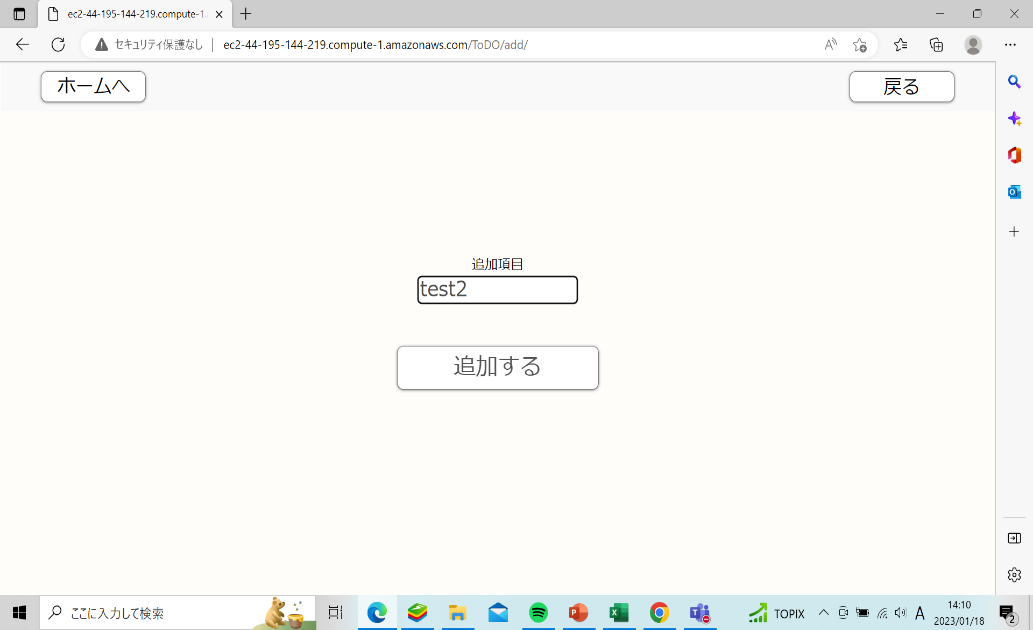 ec2-44-195-144-219.compute-1.
セキュリティ保護なし
ec2-44-195-144-219.compute-1.amazonaws.com/ToDO/add/
ホームへ
戻る
追加項目
test2
追加する
ここに入力して検索
TOPIX
A
14:10
2023/01/18
2